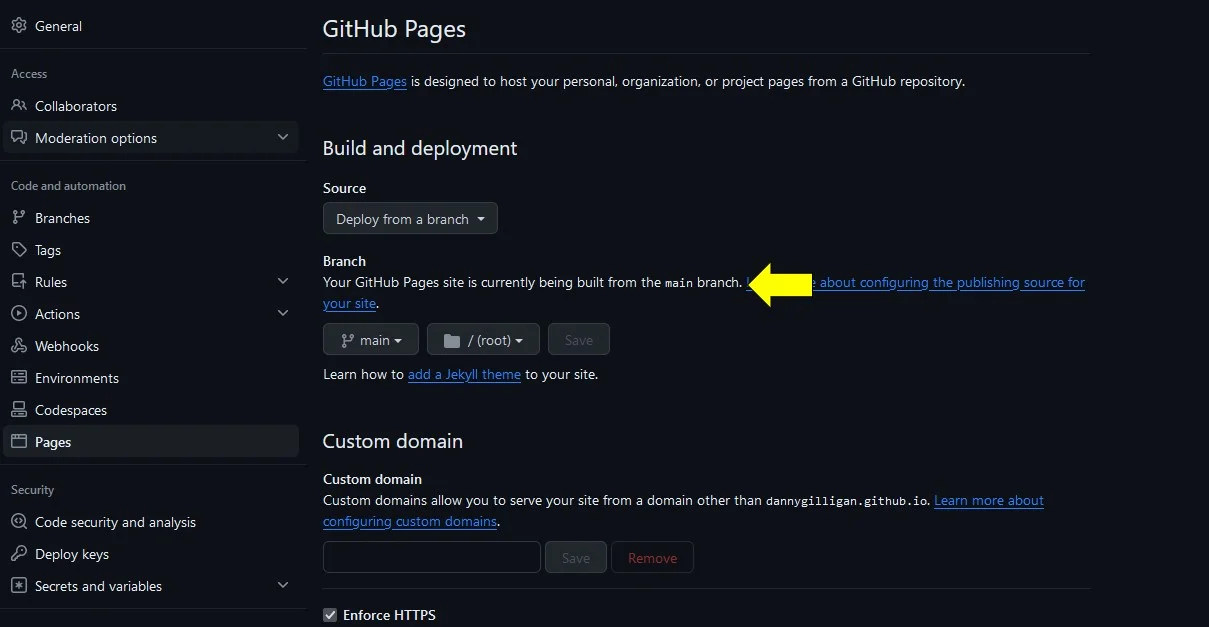 General
Access
Collaborators
Moderation options
Code and automation
Branches
Tags
Rules
Actions
Webhooks
Environments
Codespaces
Pages
Security
Code security and analysis
Deploy keys
Secrets and variables
GitHub Pages
GitHub Pages is designed to host your personal, organization, or project pages from a GitHub repository.
Build and deployment
Source
Deploy from a branch
Branch
Your GitHub Pages site is currently being built from the main branch. about configuring the publishing source for
your site.
main / (root) Save
Learn how to add a Jekyll theme to your site.
Custom domain
Custom domain
Custom domains allow you to serve your site from a domain other than dannygilligan.github.io. Learn more about
configuring custom domains.
Save Remove
Enforce HTTPS